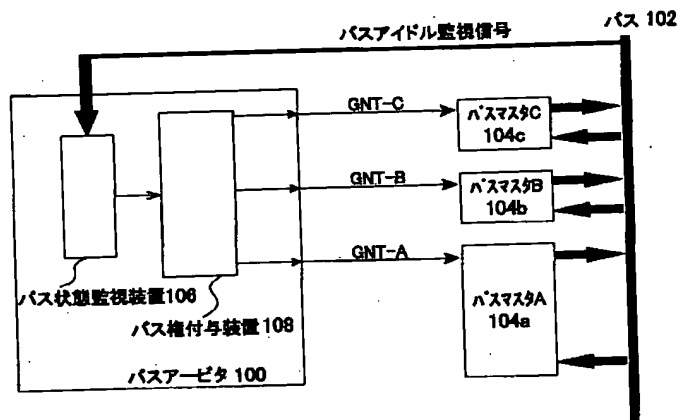 バス 102
バスアイドル監視信号
GNT-C
バスマスタC
104c
GNT-B
バスマスタB
104b
GNT-A
バスマスタA
104a
バス状態監視装置106
バス権付与装置108
バスアービタ 100